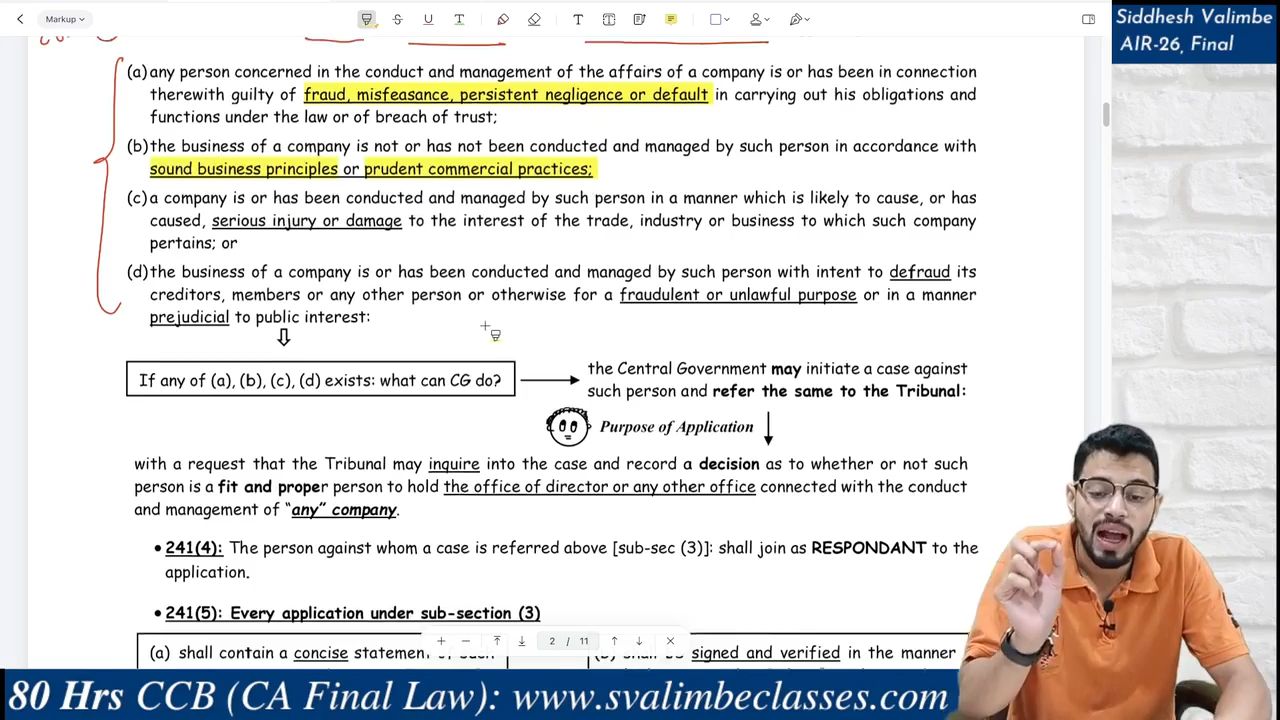 Markup
Siddhesh Valimbe
AIR-26, Final
(a) any person concerned in the conduct and management of the affairs of a company is or has been in connection
therewith guilty of fraud, misfeasance, persistent negligence or default in carrying out his obligations and
functions under the law or of breach of trust;
(b) the business of a company is not or has not been conducted and managed by such person in accordance with
sound business principles or prudent commercial practices;
(c) a company is or has been conducted and managed by such person in a manner which is likely to cause, or has
caused, serious injury or damage to the interest of the trade, industry or business to which such company
pertains; or
(d) the business of a company is or has been conducted and managed by such person with intent to defraud its
creditors, members or any other person or otherwise for a fraudulent or unlawful purpose or in a manner
prejudicial to public interest:
If any of (a), (b), (c), (d) exists: what can CG do?
the Central Government may initiate a case against
such person and refer the same to the Tribunal:
Purpose of Application
with a request that the Tribunal may inquire into the case and record a decision as to whether or not such
person is a fit and proper person to hold the office of director or any other office connected with the conduct
and management of “any” company.
• 241(4): The person against whom a case is referred above [sub-sec (3)]: shall join as RESPONDANT to the
application.
• 241(5): Every application under sub-section (3)
2 / 11
(a) shall contain a concise statement
signed and verified in the manner
80 Hrs CCB (CA Final Law): www.svalimbeclasses.com